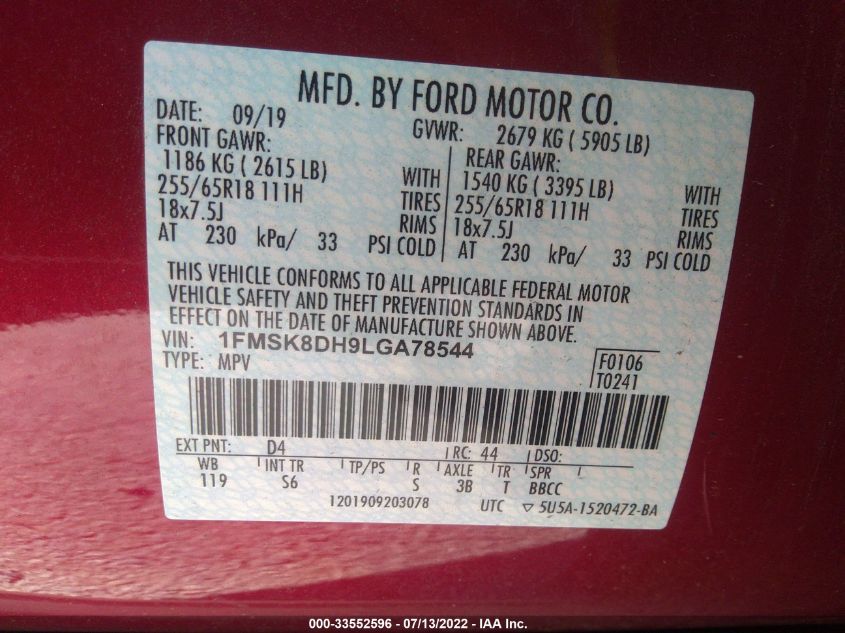 MFD. BY FORD MOTOR CO.
DATE: 09/19 GVWR: 2679 KG ( 5905 LB)
FRONT GAWR: REAR GAWR:
1186 KG ( 2615 LB) WITH 1540 KG ( 3395 LB) WITH
255/65R18 111H TIRES 255/65R18 111H TIRES
18x7.5J RIMS 18x7.5J RIMS
AT 230 kPa/ 33 PSI COLD AT 230 kPa/ 33 PSI COLD
THIS VEHICLE CONFORMS TO ALL APPLICABLE FEDERAL MOTOR
VEHICLE SAFETY AND THEFT PREVENTION STANDARDS IN
EFFECT ON THE DATE OF MANUFACTURE SHOWN ABOVE.
VIN: 1FMSK8DH9LGA78544
TYPE: MPV F0106
T0241
EXT PNT: D4 RC: 44 DSO:
WB INT TR TP/PS R AXLE TR SPR
119 S6 S 3B T BBCC
1201909203078 UTC ▽ 5U5A-1520472-BA
000-33552596 - 07/13/2022 - IAA Inc.